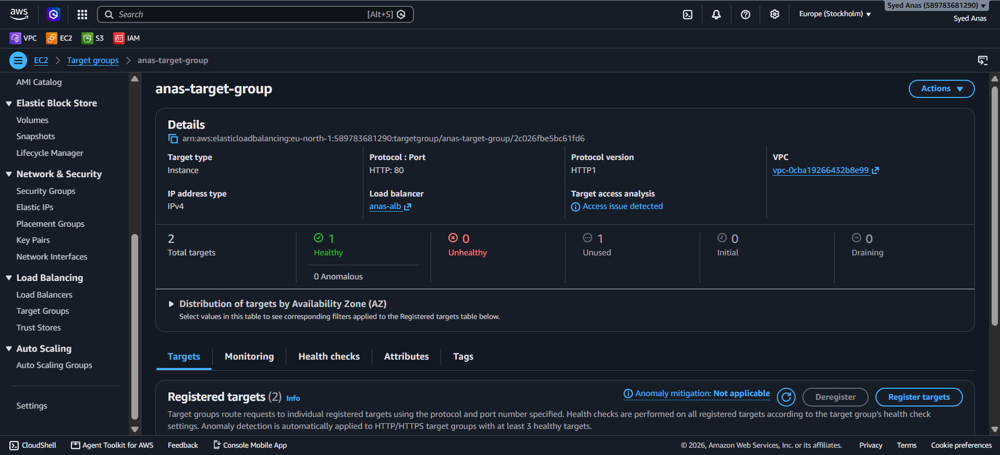 aws
Search [Alt+S]
Europe (Stockholm)
Syed Anas (589783681290)
Syed Anas
VPC EC2 S3 IAM
EC2 Target groups anas-target-group
AMI Catalog
Elastic Block Store
Volumes
Snapshots
Lifecycle Manager
Network & Security
Security Groups
Elastic IPs
Placement Groups
Key Pairs
Network Interfaces
Load Balancing
Load Balancers
Target Groups
Trust Stores
Auto Scaling
Auto Scaling Groups
Settings
anas-target-group
Actions
Details
arn:aws:elasticloadbalancing:eu-north-1:589783681290:targetgroup/anas-target-group/2c026fbe5bc61fd6
Target type
Instance
Protocol : Port
HTTP: 80
Protocol version
HTTP1
VPC
vpc-0cba19266432b8e99
IP address type
IPv4
Load balancer
anas-alb
Target access analysis
Access issue detected
2
Total targets
1
Healthy
0 Anomalous
0
Unhealthy
1
Unused
0
Initial
0
Draining
Distribution of targets by Availability Zone (AZ)
Select values in this table to see corresponding filters applied to the Registered targets table below.
Targets Monitoring Health checks Attributes Tags
Registered targets (2) Info
Anomaly mitigation: Not applicable
Deregister
Register targets
Target groups route requests to individual registered targets using the protocol and port number specified. Health checks are performed on all registered targets according to the target group's health check
settings. Anomaly detection is automatically applied to HTTP/HTTPS target groups with at least 3 healthy targets.
CloudShell Agent Toolkit for AWS Feedback Console Mobile App
© 2026, Amazon Web Services, Inc. or its affiliates. Privacy Terms Cookie preferences